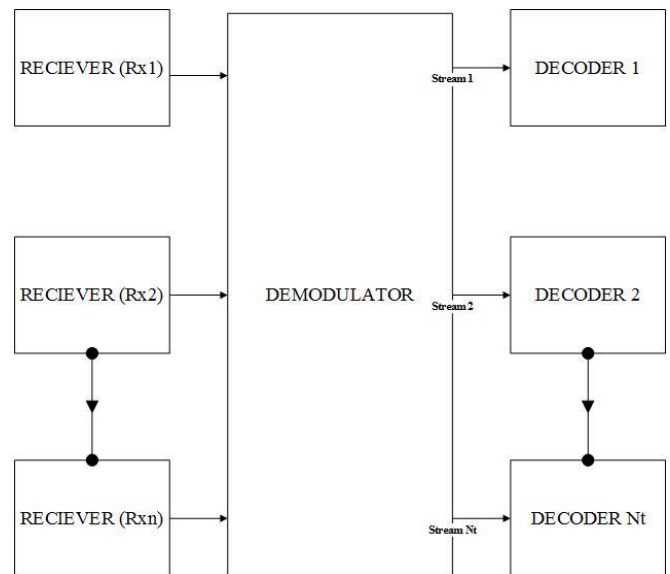 RECIEVER (Rx1)
Stream 1
DECODER 1
RECIEVER (Rx2)
DEMODULATOR
Stream 2
DECODER 2
RECIEVER (Rxn)
Stream Nt
DECODER Nt